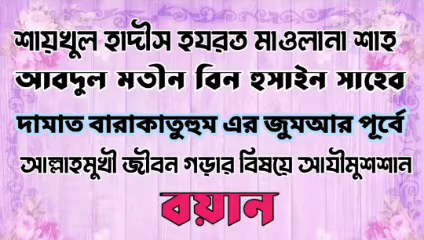 শায়খুল হাদীস হযরত মাওলানা শাহ
আবদুল মতীন বিন হুসাইন সাহেব
দামাত বারাকাতুহুম এর জুমআর পূর্বে
আল্লাহমুখী জীবন গড়ার বিষয়ে আযীমুশশান
বয়ান